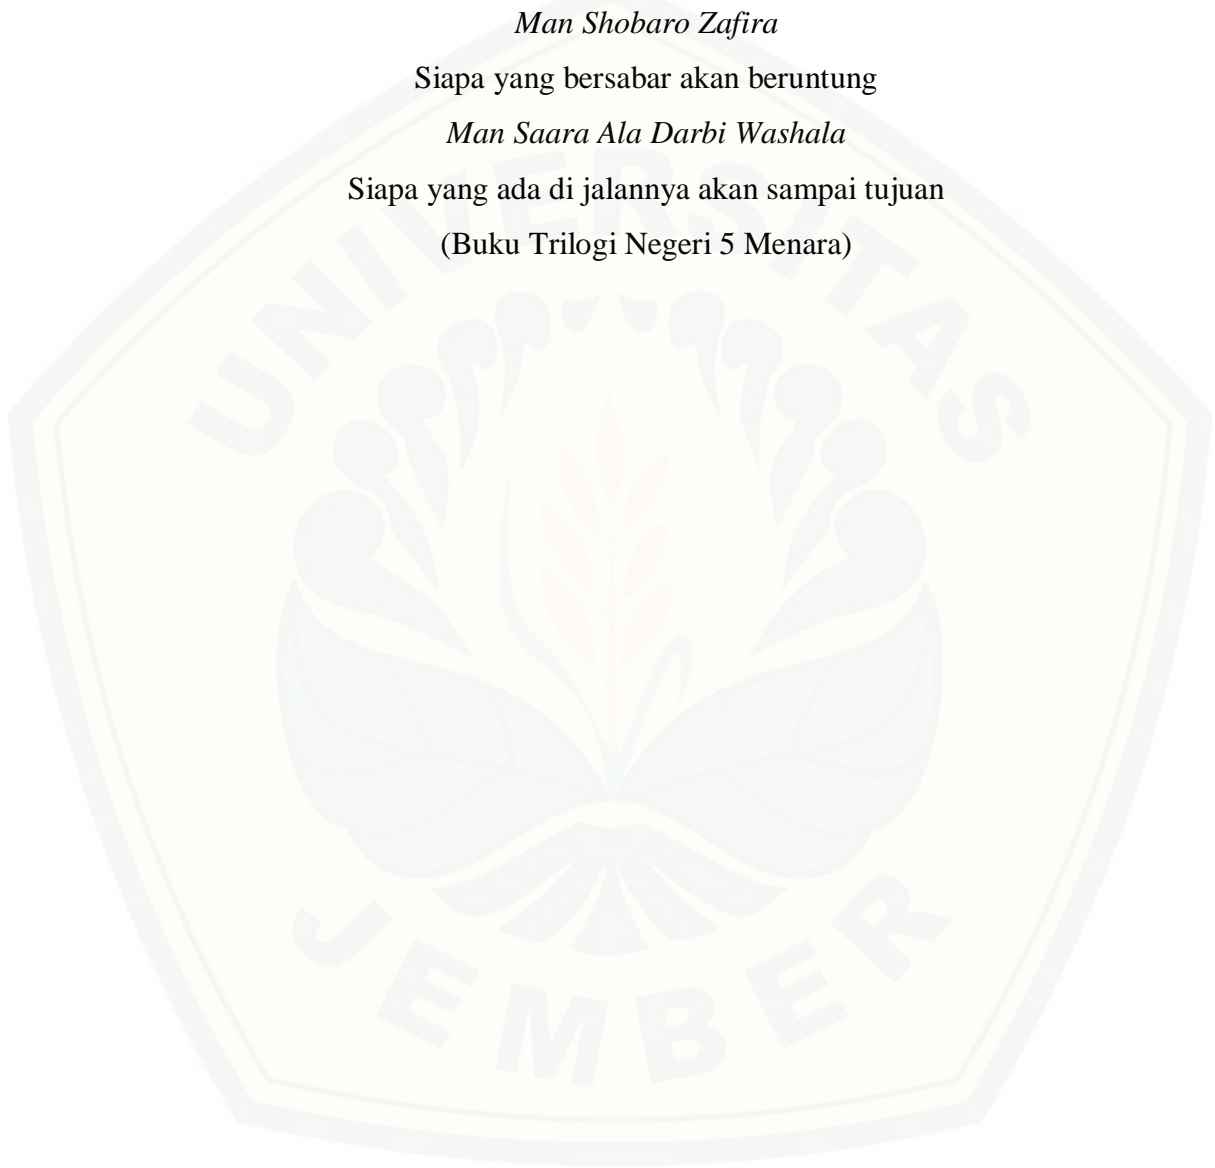 Man Shobaro Zafira
Siapa yang bersabar akan beruntung
Man Saara Ala Darbi Washala
Siapa yang ada di jalannya akan sampai tujuan
(Buku Trilogi Negeri 5 Menara)
UNIVERSITAS
JEMBER